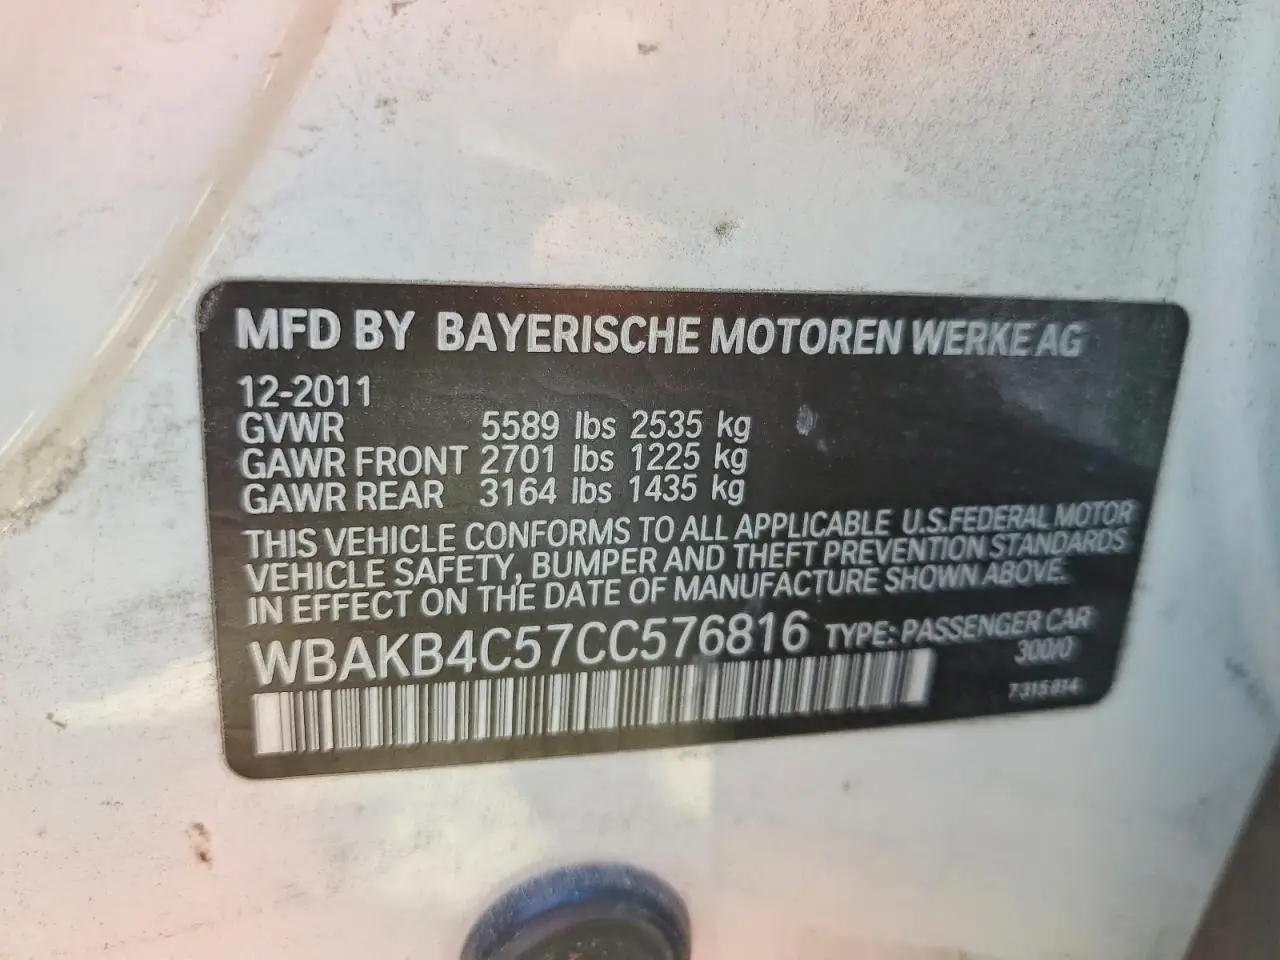 MFD BY BAYERISCHE MOTOREN WERKE AG
12-2011
GVWR 5589 lbs 2535 kg
GAWR FRONT 2701 lbs 1225 kg
GAWR REAR 3164 lbs 1435 kg
THIS VEHICLE CONFORMS TO ALL APPLICABLE U.S.FEDERAL MOTOR
VEHICLE SAFETY, BUMPER AND THEFT PREVENTION STANDARDS
IN EFFECT ON THE DATE OF MANUFACTURE SHOWN ABOVE.
WBAKB4C57CC576816 TYPE: PASSENGER CAR
300/0
7315814